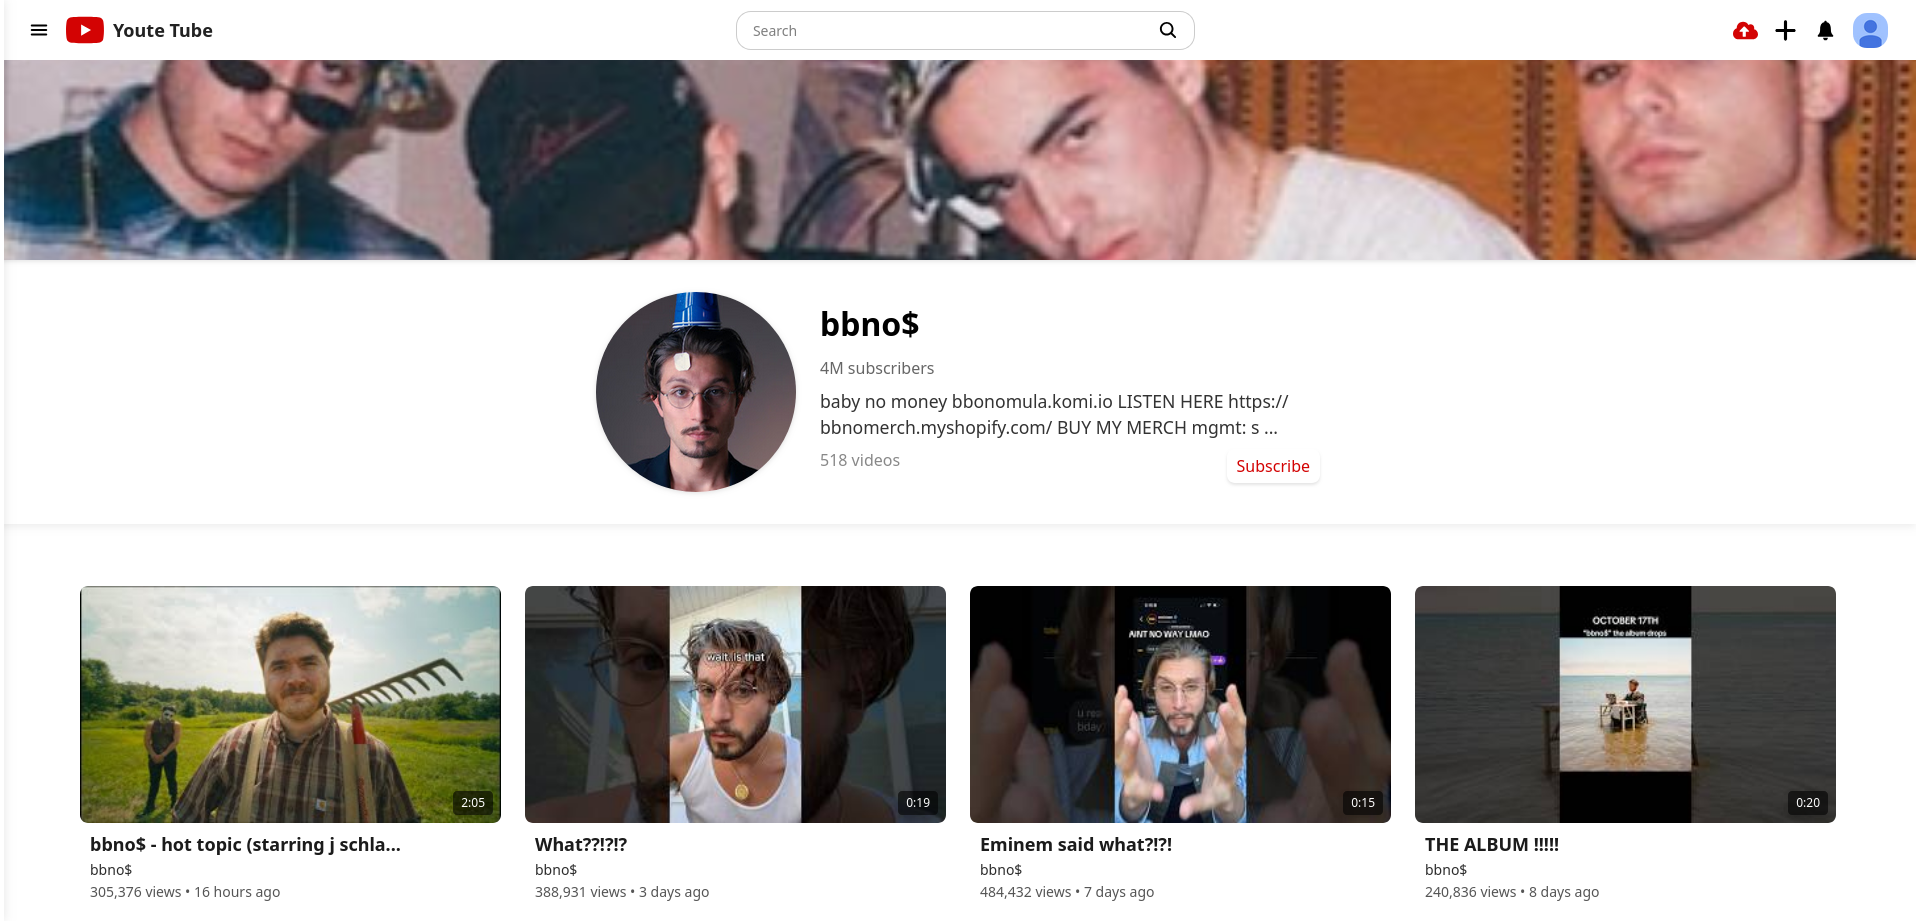 Youte Tube
Search
bbno$
4M subscribers
baby no money bbonomula.komi.io LISTEN HERE https://
bbnomerch.myshopify.com/ BUY MY MERCH mgmt: s ...
518 videos
Subscribe
wait..is that
2:05
0:19
AINT NO WAY LMAO
u rea
bday
0:15
OCTOBER 17TH
"bbno$" the album drops
0:20
bbno$ - hot topic (starring j schla...
bbno$
305,376 views • 16 hours ago
What??!?!?
bbno$
388,931 views • 3 days ago
Eminem said what?!?!
bbno$
484,432 views • 7 days ago
THE ALBUM !!!!!
bbno$
240,836 views • 8 days ago